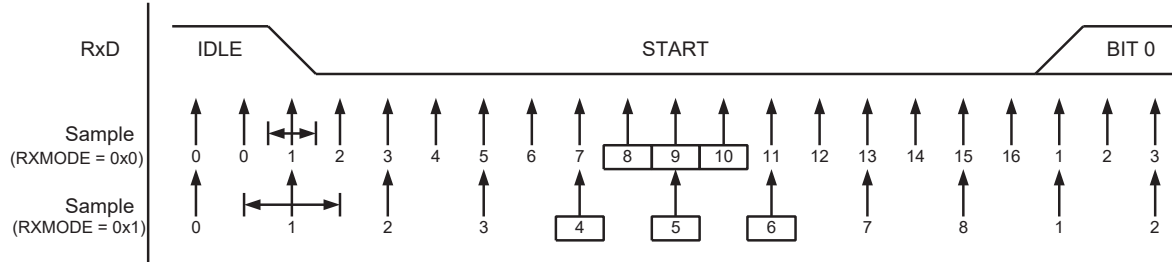 RxD IDLE START BIT 0
Sample
(RXMODE = 0x0) 0 0 1 2 3 4 5 6 7 8 9 10 11 12 13 14 15 16 1 2 3
Sample
(RXMODE = 0x1) 0 1 2 3 4 5 6 7 8 1 2